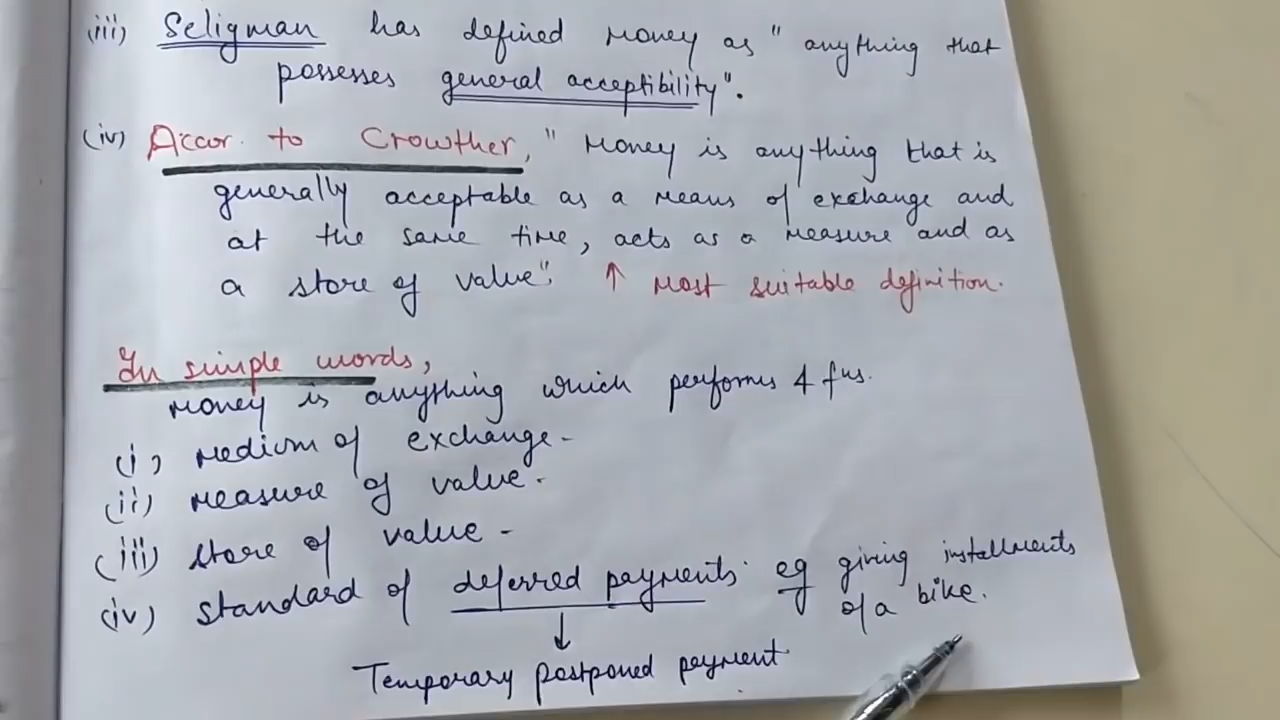 (iii) Seligman has defined Money as " anything that
possesses general acceptibility".
(iv) Accor. to Crowther, " Money is anything that is
generally acceptable as a means of exchange and
at the same time, acts as a measure and as
a store of value". ↑ Most suitable definition.
In simple words,
Money is anything which performs 4 fns.
(i) Medium of exchange-
(ii) Measure of value.
(iii) store of value -
(iv) standard of deferred payments. eg giving installments
of a bike.
↓
Temporary postponed payment